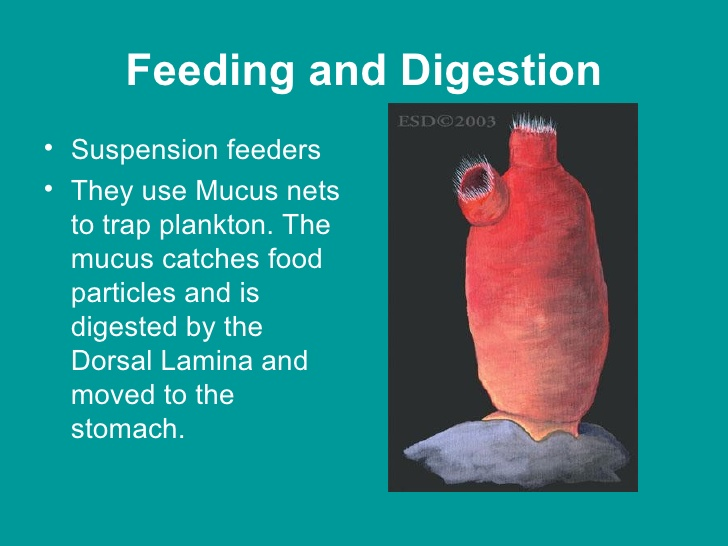 Feeding and Digestion
ESD©2003
• Suspension feeders
• They use Mucus nets
to trap plankton. The
mucus catches food
particles and is
digested by the
Dorsal Lamina and
moved to the
stomach.